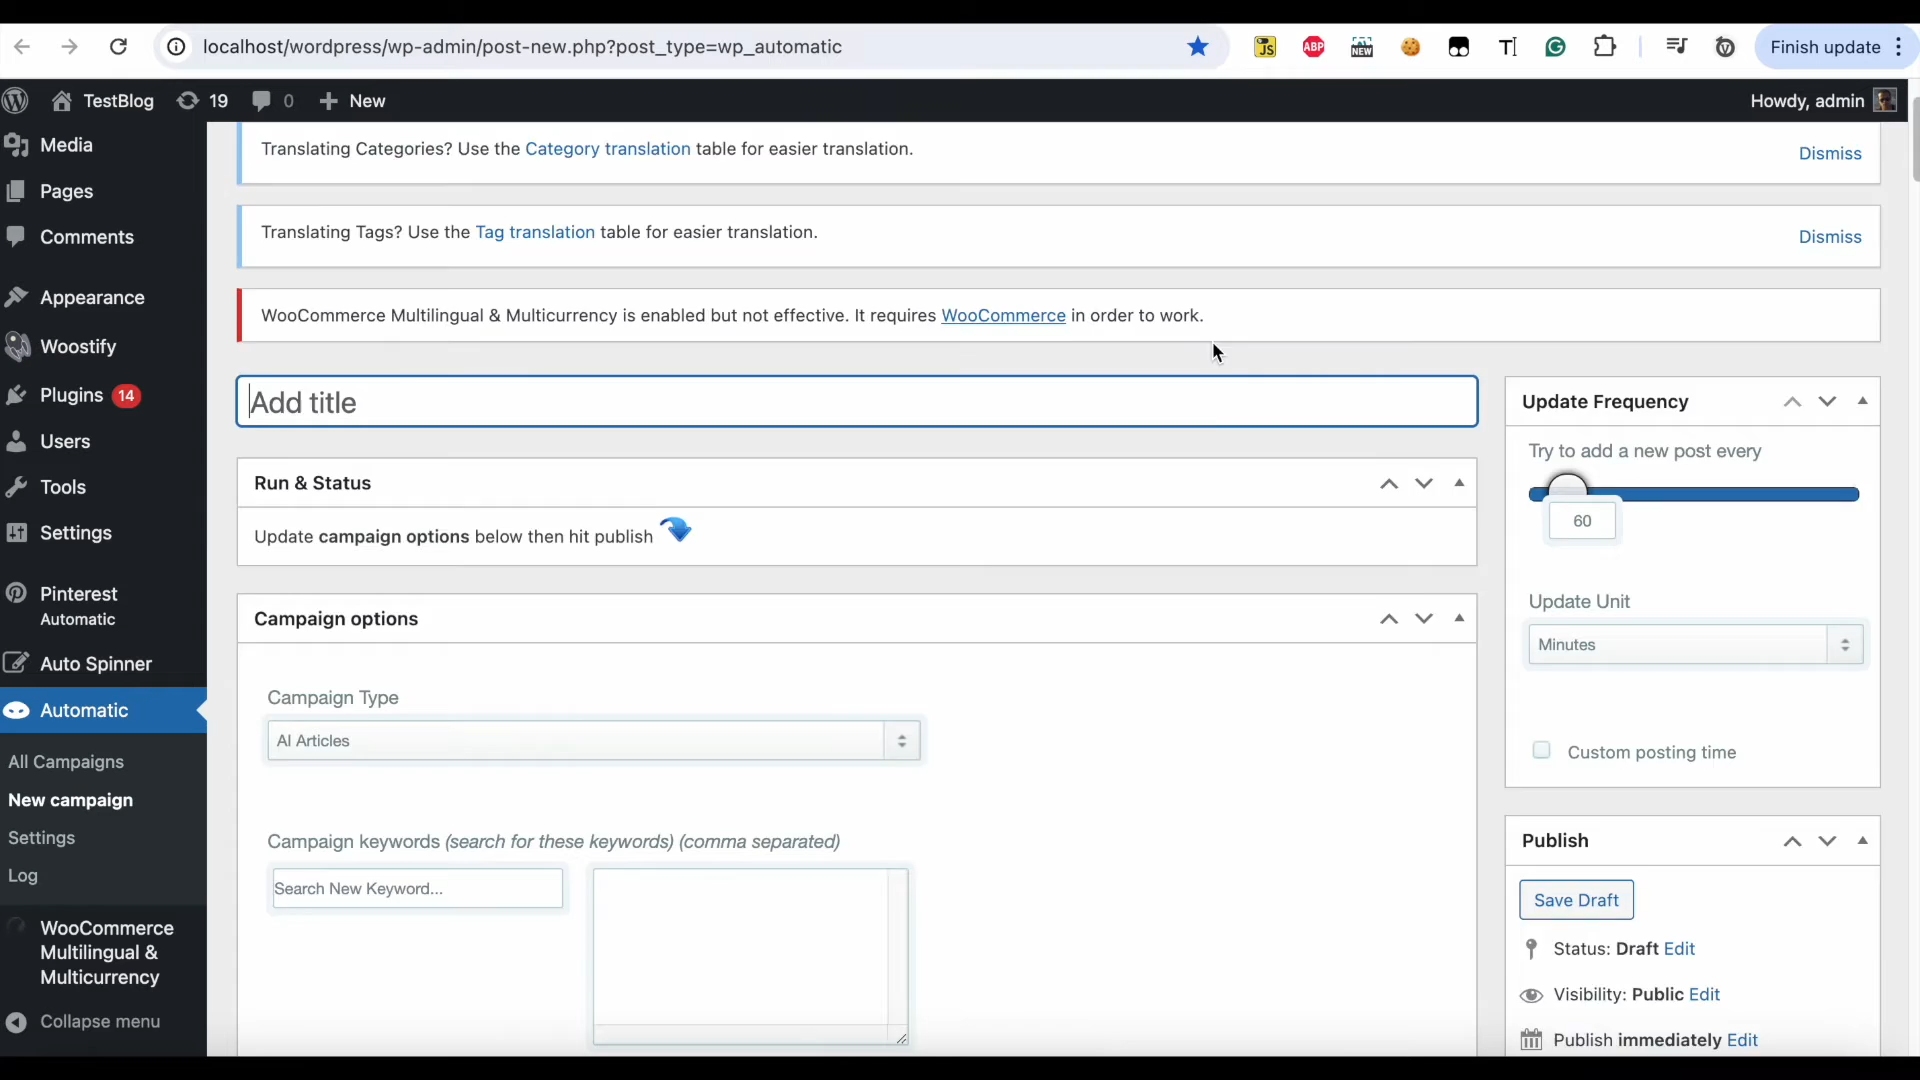 localhost/wordpress/wp-admin/post-new.php?post_type=wp_automatic
JS
ABP
NEW
Finish update
TestBlog 19 0 New
Howdy, admin
Media
Pages
Comments
Appearance
Woostify
Plugins 14
Users
Tools
Settings
Pinterest
Automatic
Auto Spinner
Automatic
All Campaigns
New campaign
Settings
Log
WooCommerce
Multilingual &
Multicurrency
Collapse menu
Translating Categories? Use the Category translation table for easier translation.
Dismiss
Translating Tags? Use the Tag translation table for easier translation.
Dismiss
WooCommerce Multilingual & Multicurrency is enabled but not effective. It requires WooCommerce in order to work.
Add title
Run & Status
Update campaign options below then hit publish
Campaign options
Campaign Type
AI Articles
Campaign keywords (search for these keywords) (comma separated)
Search New Keyword...
Update Frequency
Try to add a new post every
60
Update Unit
Minutes
Custom posting time
Publish
Save Draft
Status: Draft Edit
Visibility: Public Edit
Publish immediately Edit